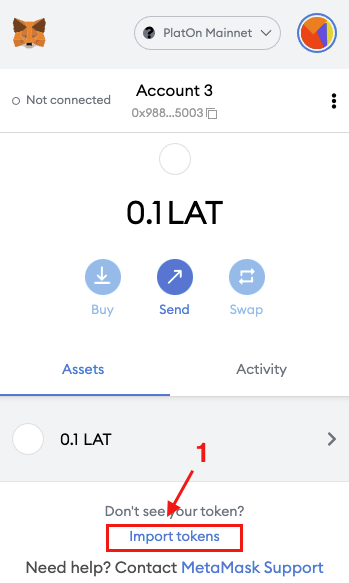 PlatOn Mainnet
Not connected
Account 3
0x988...5003
0.1 LAT
Buy
Send
Swap
Assets
Activity
0.1 LAT
1
Don't see your token?
Import tokens
Need help? Contact MetaMask Support